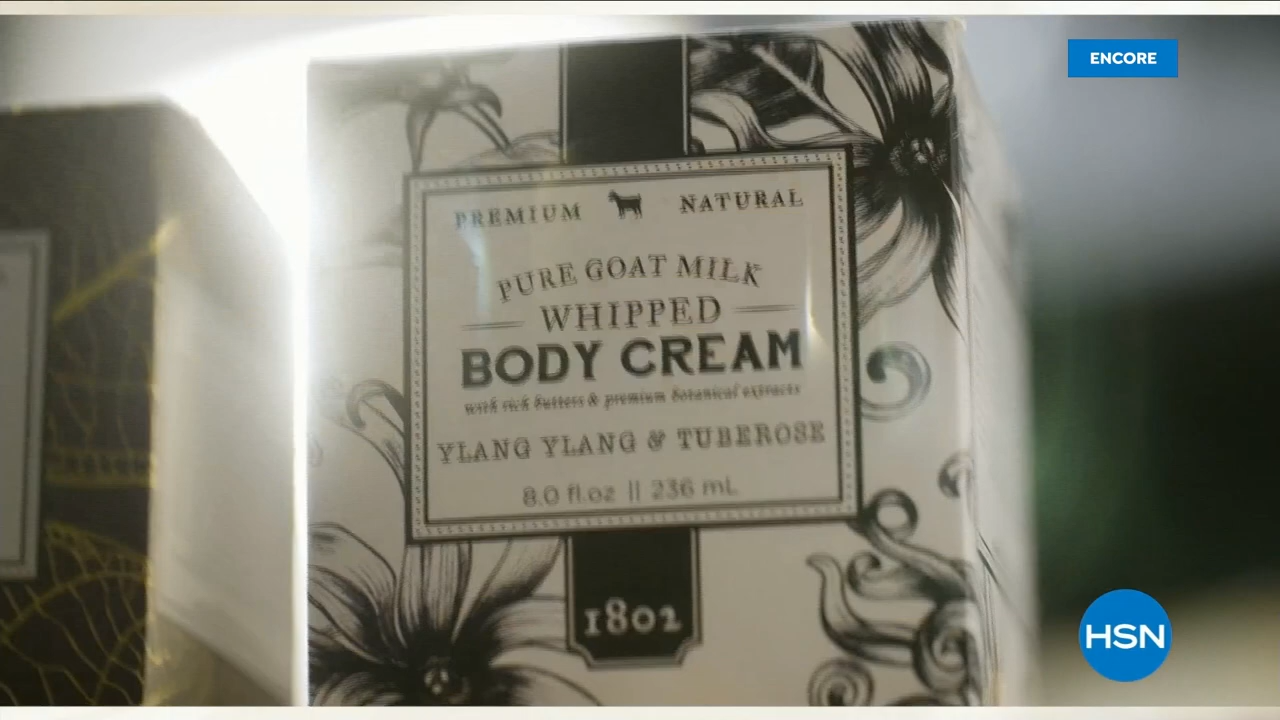 ENCORE
PREMIUM NATURAL
PURE GOAT MILK
WHIPPED
BODY CREAM
with rich butters & premium botanical extracts
YLANG YLANG & TUBEROSE
8.0 fl.oz || 236 mL
1802
HSN